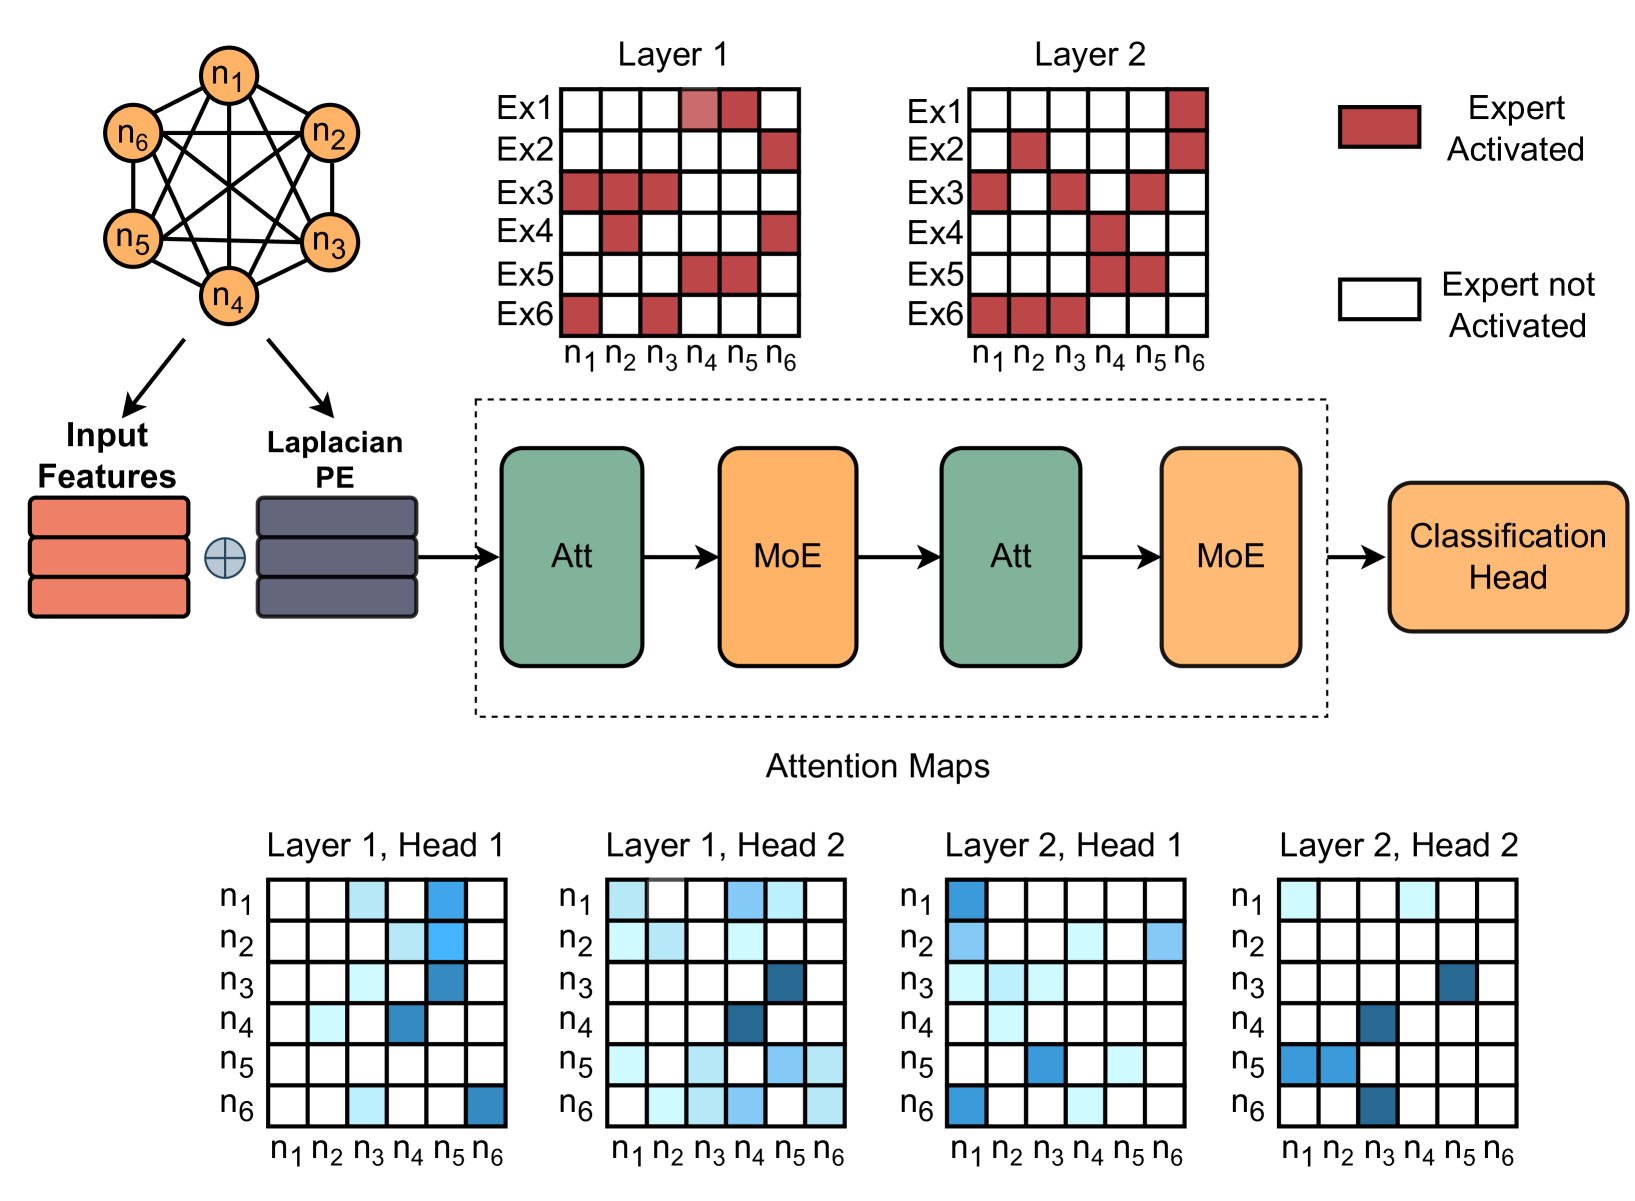 n1
n6
n2
n5
n3
n4
Layer 1
Ex1
Ex2
Ex3
Ex4
Ex5
Ex6
n1 n2 n3 n4 n5 n6
Layer 2
Ex1
Ex2
Ex3
Ex4
Ex5
Ex6
n1 n2 n3 n4 n5 n6
Expert
Activated
Expert not
Activated
Input
Features
Laplacian
PE
Att
MoE
Att
MoE
Classification
Head
Attention Maps
Layer 1, Head 1
n1
n2
n3
n4
n5
n6
n1 n2 n3 n4 n5 n6
Layer 1, Head 2
n1
n2
n3
n4
n5
n6
n1 n2 n3 n4 n5 n6
Layer 2, Head 1
n1
n2
n3
n4
n5
n6
n1 n2 n3 n4 n5 n6
Layer 2, Head 2
n1
n2
n3
n4
n5
n6
n1 n2 n3 n4 n5 n6